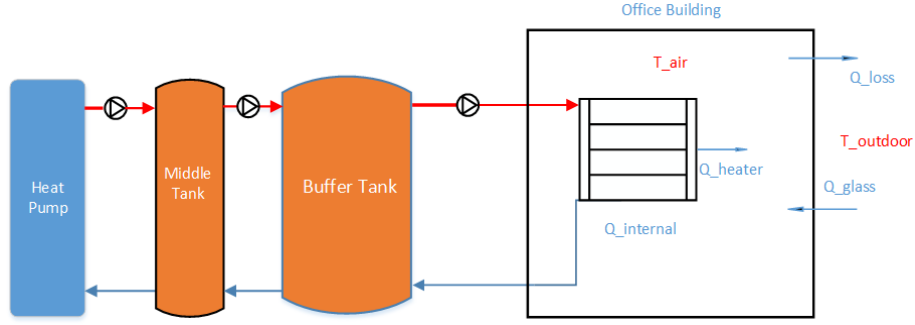 Office Building
T_air
Q_loss
T_outdoor
Heat
Pump
Middle
Tank
Buffer Tank
Q_heater
Q_glass
Q_internal